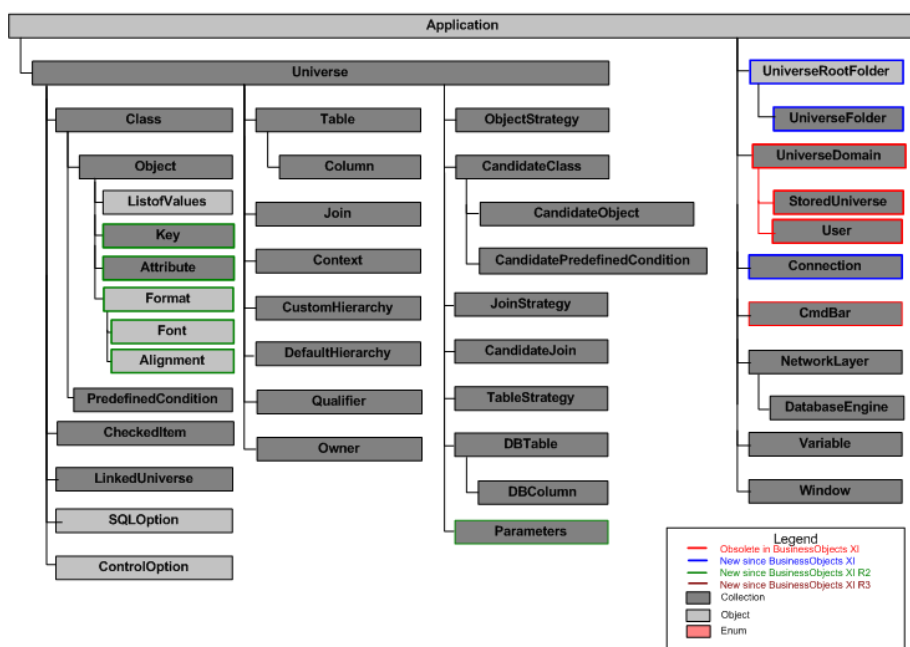 Application
Universe
Class
Object
ListofValues
Key
Attribute
Format
Font
Alignment
PredefinedCondition
CheckedItem
LinkedUniverse
SQLOption
ControlOption
Table
Column
Join
Context
CustomHierarchy
DefaultHierarchy
Qualifier
Owner
ObjectStrategy
CandidateClass
CandidateObject
CandidatePredefinedCondition
JoinStrategy
CandidateJoin
TableStrategy
DBTable
DBColumn
Parameters
UniverseRootFolder
UniverseFolder
UniverseDomain
StoredUniverse
User
Connection
CmdBar
NetworkLayer
DatabaseEngine
Variable
Window
Legend
Obsolete in BusinessObjects XI
New since BusinessObjects XI
New since BusinessObjects XI R2
New since BusinessObjects XI R3
Collection
Object
Enum